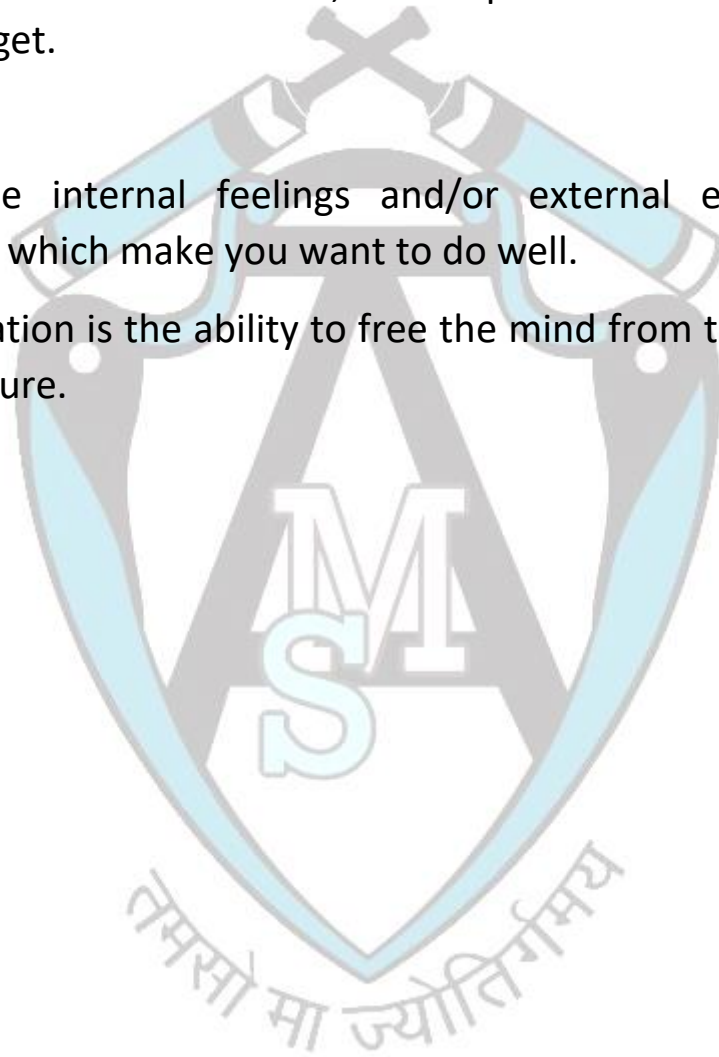 get.
e internal feelings and/or external e
which make you want to do well.
ation is the ability to free the mind from t
ure.
A
M
S
तमसो मा ज्योतिर्गमय